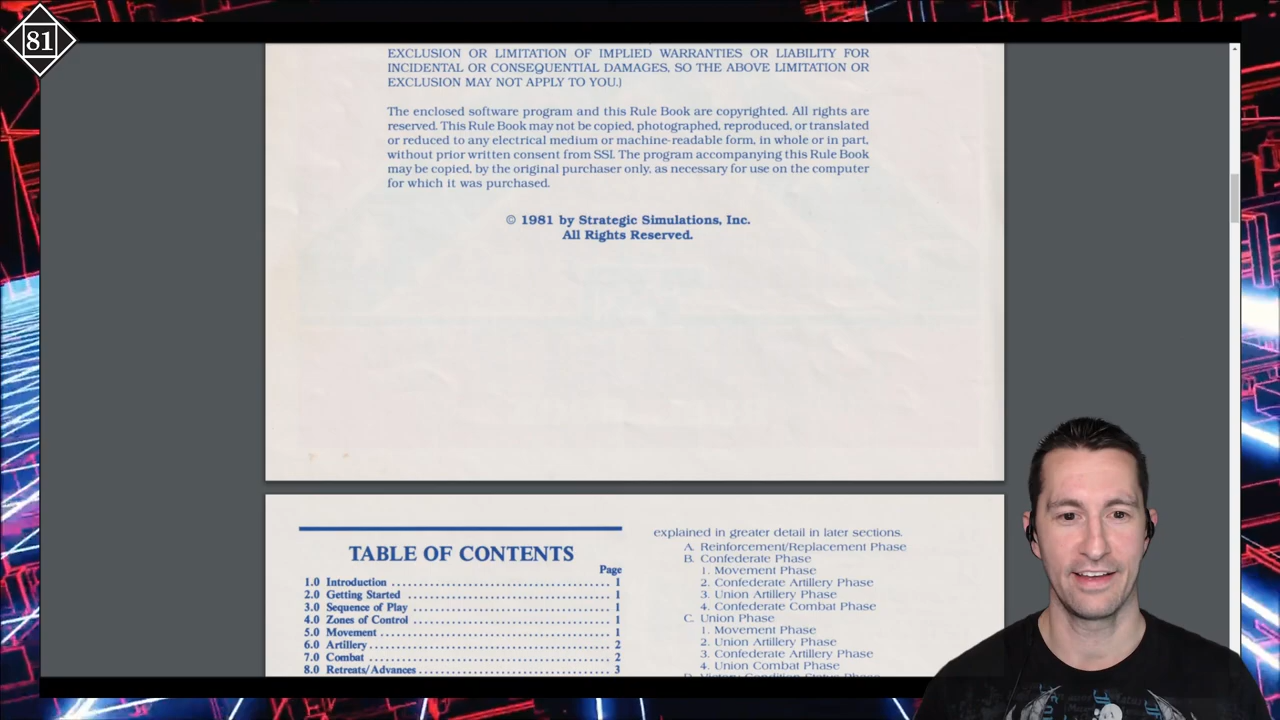 81
EXCLUSION OR LIMITATION OF IMPLIED WARRANTIES OR LIABILITY FOR
INCIDENTAL OR CONSEQUENTIAL DAMAGES, SO THE ABOVE LIMITATION OR
EXCLUSION MAY NOT APPLY TO YOU.)
The enclosed software program and this Rule Book are copyrighted. All rights are
reserved. This Rule Book may not be copied, photographed, reproduced, or translated
or reduced to any electrical medium or machine-readable form, in whole or in part,
without prior written consent from SSI. The program accompanying this Rule Book
may be copied, by the original purchaser only, as necessary for use on the computer
for which it was purchased.
© 1981 by Strategic Simulations, Inc.
All Rights Reserved.
TABLE OF CONTENTS
Page
1.0 Introduction .......................................... 1
2.0 Getting Started ....................................... 1
3.0 Sequence of Play ...................................... 1
4.0 Zones of Control ...................................... 1
5.0 Movement .............................................. 1
6.0 Artillery ............................................. 2
7.0 Combat ................................................ 2
8.0 Retreats/Advances ..................................... 3
explained in greater detail in later sections.
A. Reinforcement/Replacement Phase
B. Confederate Phase
1. Movement Phase
2. Confederate Artillery Phase
3. Union Artillery Phase
4. Confederate Combat Phase
C. Union Phase
1. Movement Phase
2. Union Artillery Phase
3. Confederate Artillery Phase
4. Union Combat Phase
D. Victory Condition Status Phase